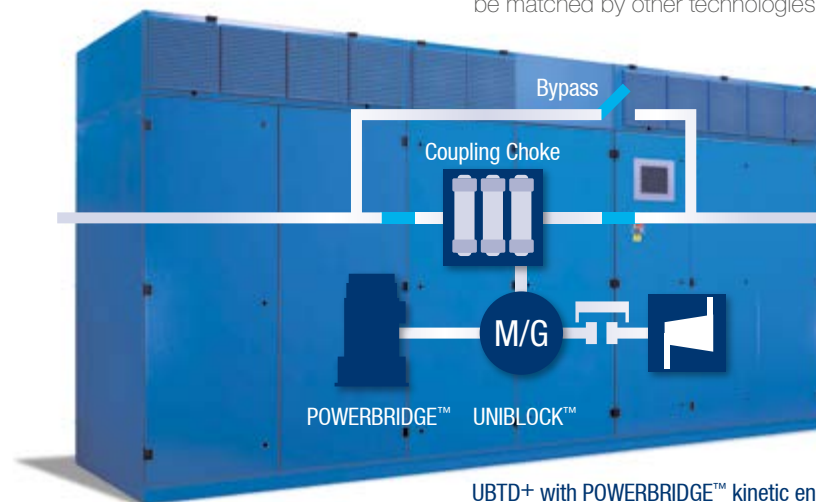 be matched by other technologies
Bypass
Coupling Choke
M/G
POWERBRIDGE™ UNIBLOCK™
UBTD+ with POWERBRIDGE™ kinetic en